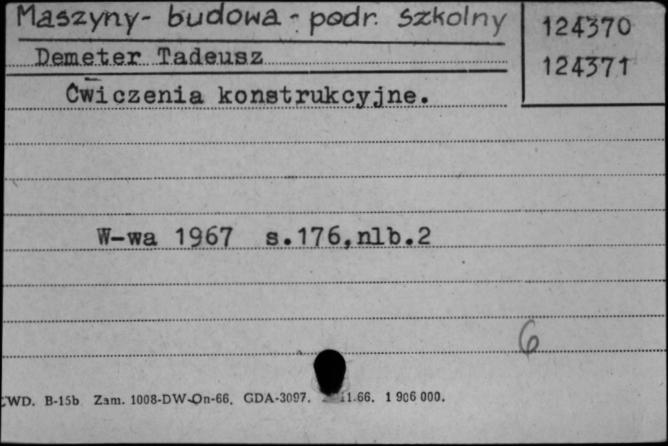 Maszyny- budowa - podr. szkolny
124370
Demeter Tadeusz
124371
Ćwiczenia konstrukcyjne.
W-wa 1967 s.176,nlb.2
6
WD. B-15b Zam. 1008-DW-On-66. GDA-3097. 11.66. 1 906 000.